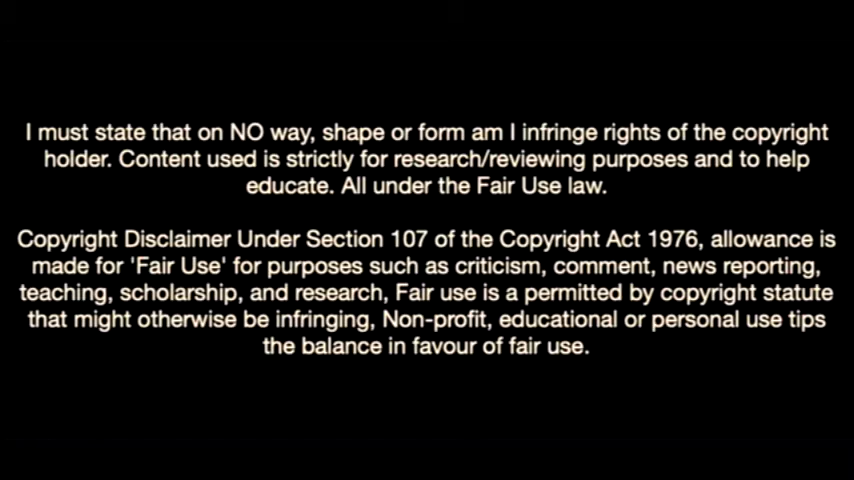 I must state that on NO way, shape or form am I infringe rights of the copyright
holder. Content used is strictly for research/reviewing purposes and to help
educate. All under the Fair Use law.
Copyright Disclaimer Under Section 107 of the Copyright Act 1976, allowance is
made for 'Fair Use' for purposes such as criticism, comment, news reporting,
teaching, scholarship, and research, Fair use is a permitted by copyright statute
that might otherwise be infringing, Non-profit, educational or personal use tips
the balance in favour of fair use.